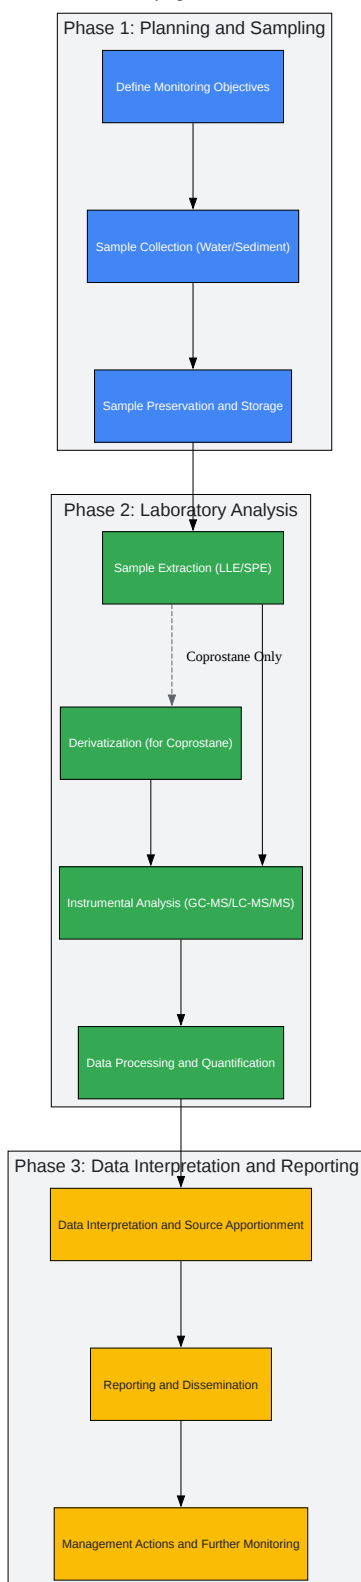 Phase 1: Planning and Sampling
Define Monitoring Objectives
Sample Collection (Water/Sediment)
Sample Preservation and Storage
Phase 2: Laboratory Analysis
Sample Extraction (LLE/SPE)
Coprostane Only
Derivatization (for Coprostane)
Instrumental Analysis (GC-MS/LC-MS/MS)
Data Processing and Quantification
Phase 3: Data Interpretation and Reporting
Data Interpretation and Source Apportionment
Reporting and Dissemination
Management Actions and Further Monitoring